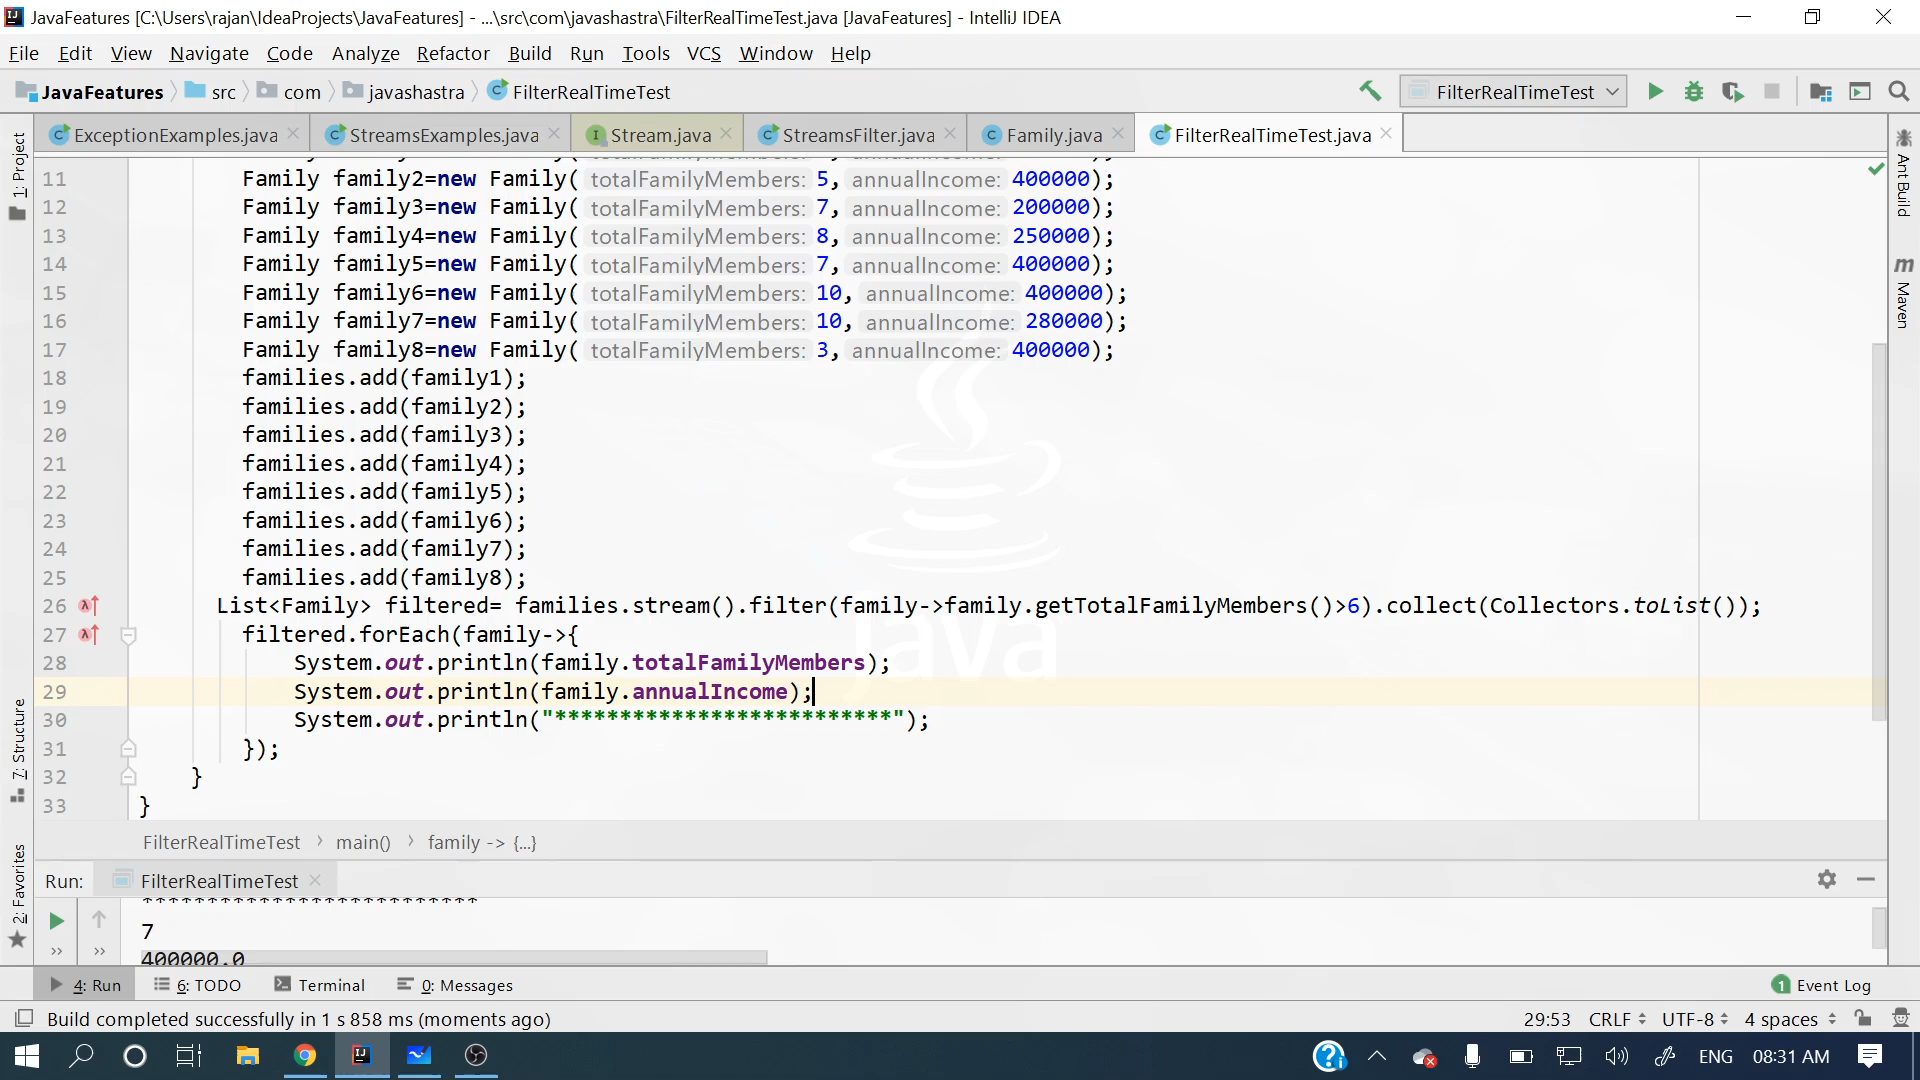 JavaFeatures [C:\Users\rajan\IdeaProjects\JavaFeatures] - ...\src\com\javashastra\FilterRealTimeTest.java [JavaFeatures] - IntelliJ IDEA
File Edit View Navigate Code Analyze Refactor Build Run Tools VCS Window Help
JavaFeatures src com javashastra FilterRealTimeTest FilterRealTimeTest
ExceptionExamples.java StreamsExamples.java Stream.java StreamsFilter.java Family.java FilterRealTimeTest.java
1: Project
7: Structure
2: Favorites
Ant Build
Maven
11 Family family2=new Family( totalFamilyMembers: 5, annualIncome: 400000);
12 Family family3=new Family( totalFamilyMembers: 7, annualIncome: 200000);
13 Family family4=new Family( totalFamilyMembers: 8, annualIncome: 250000);
14 Family family5=new Family( totalFamilyMembers: 7, annualIncome: 400000);
15 Family family6=new Family( totalFamilyMembers: 10, annualIncome: 400000);
16 Family family7=new Family( totalFamilyMembers: 10, annualIncome: 280000);
17 Family family8=new Family( totalFamilyMembers: 3, annualIncome: 400000);
18 families.add(family1);
19 families.add(family2);
20 families.add(family3);
21 families.add(family4);
22 families.add(family5);
23 families.add(family6);
24 families.add(family7);
25 families.add(family8);
26 List<Family> filtered= families.stream().filter(family->family.getTotalFamilyMembers()>6).collect(Collectors.toList());
27 filtered.forEach(family->{
28 System.out.println(family.totalFamilyMembers);
29 System.out.println(family.annualIncome);
30 System.out.println("**************************");
31 });
32 }
33 }
java
FilterRealTimeTest > main() > family -> {...}
Run: FilterRealTimeTest
**************************
7
400000.0
4: Run 6: TODO Terminal 0: Messages 1 Event Log
Build completed successfully in 1 s 858 ms (moments ago) 29:53 CRLF UTF-8 4 spaces
ENG 08:31 AM